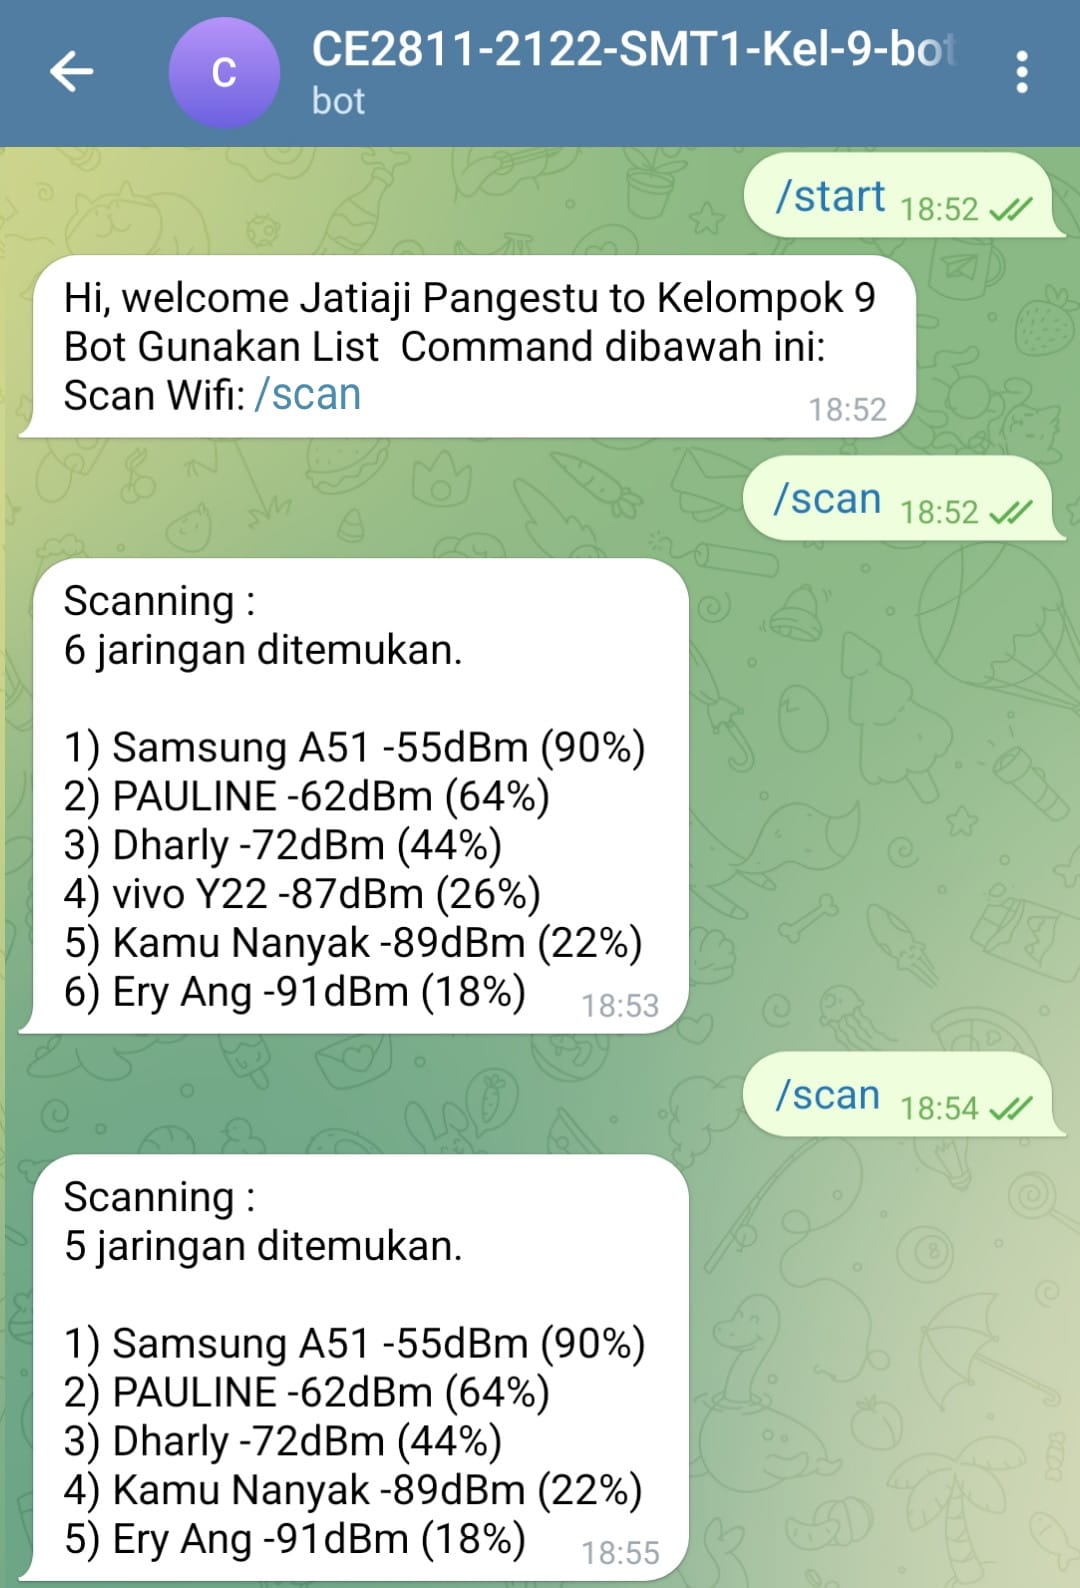 C
CE2811-2122-SMT1-Kel-9-bot
bot
/start 18:52
Hi, welcome Jatiaji Pangestu to Kelompok 9
Bot Gunakan List  Command dibawah ini:
Scan Wifi: /scan
18:52
/scan 18:52
Scanning :
6 jaringan ditemukan.
1) Samsung A51 -55dBm (90%)
2) PAULINE -62dBm (64%)
3) Dharly -72dBm (44%)
4) vivo Y22 -87dBm (26%)
5) Kamu Nanyak -89dBm (22%)
6) Ery Ang -91dBm (18%) 18:53
/scan 18:54
Scanning :
5 jaringan ditemukan.
1) Samsung A51 -55dBm (90%)
2) PAULINE -62dBm (64%)
3) Dharly -72dBm (44%)
4) Kamu Nanyak -89dBm (22%)
5) Ery Ang -91dBm (18%) 18:55